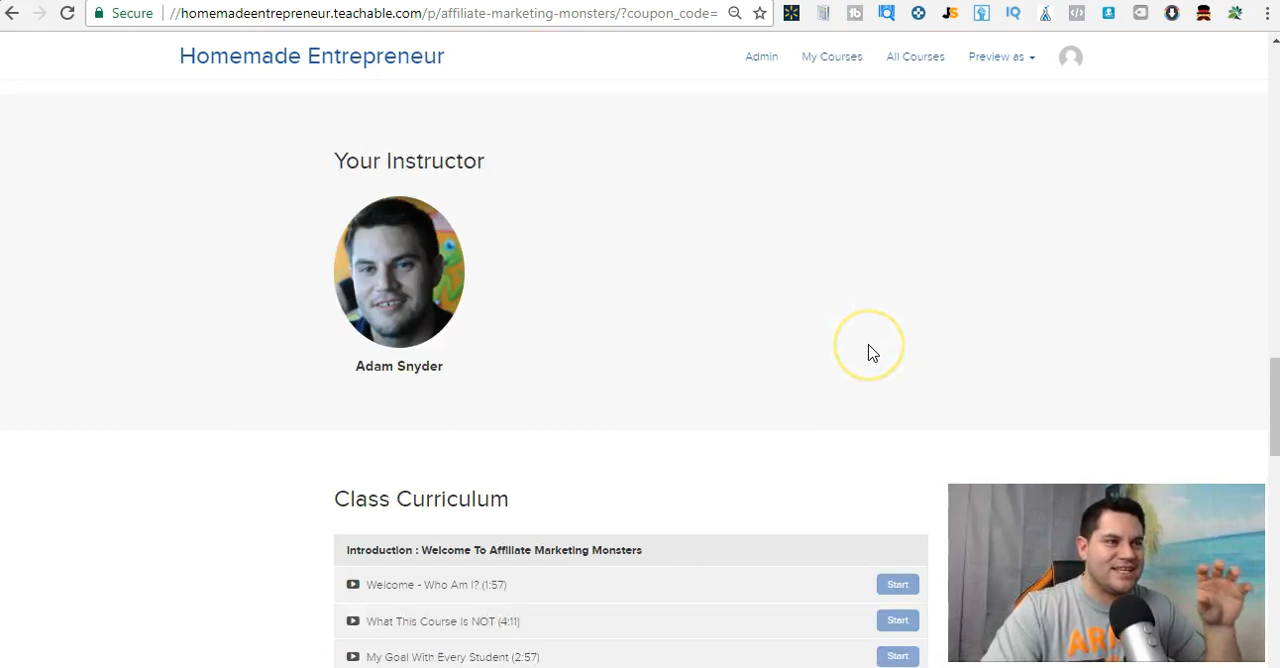 Secure //homemadeentrepreneur.teachable.com/p/affiliate-marketing-monsters/?coupon_code=
Homemade Entrepreneur
Admin My Courses All Courses Preview as
Your Instructor
Adam Snyder
Class Curriculum
Introduction : Welcome To Affiliate Marketing Monsters
Welcome - Who Am I? (1:57) Start
What This Course Is NOT (4:11) Start
My Goal With Every Student (2:57) Start